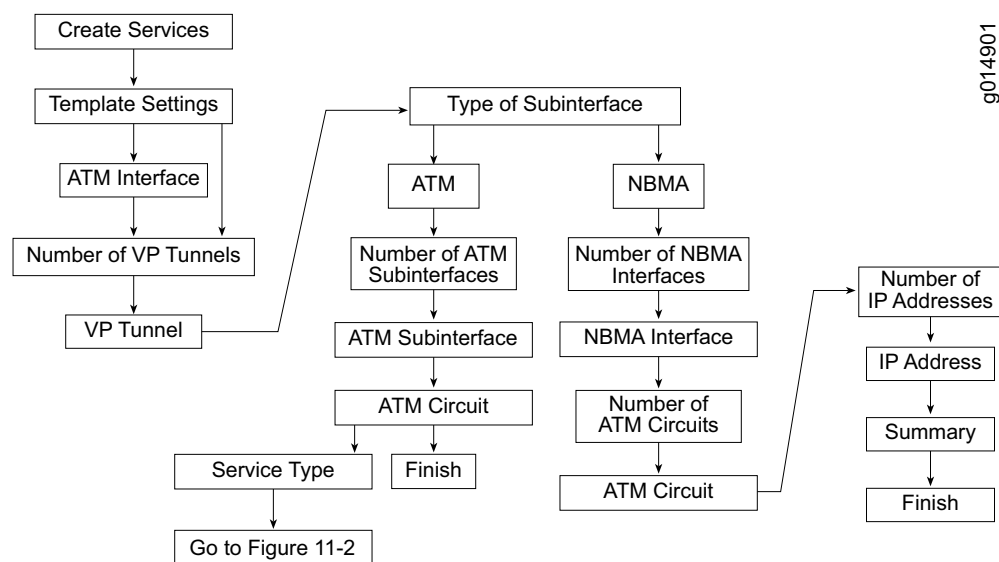 Create Services
Template Settings
ATM Interface
Number of VP Tunnels
VP Tunnel
Type of Subinterface
ATM
Number of ATM
Subinterfaces
ATM Subinterface
ATM Circuit
Service Type
Finish
Go to Figure 11-2
NBMA
Number of NBMA
Interfaces
NBMA Interface
Number of
ATM Circuits
ATM Circuit
Number of
IP Addresses
IP Address
Summary
Finish
g014901